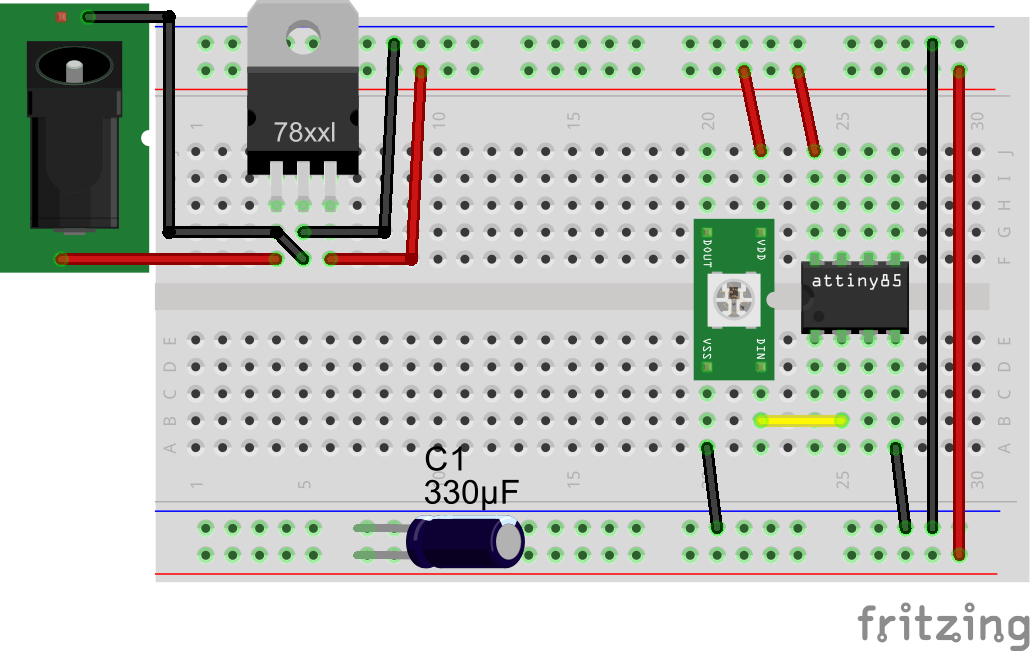 78xxl
1 10 15 20 25 30
J J
I I
H
G G
F
DOUT VDD
attiny85
VSS DIN
E E
D D
C C
B B
A A
C1
330µF
1 5 15 25 30
fritzing